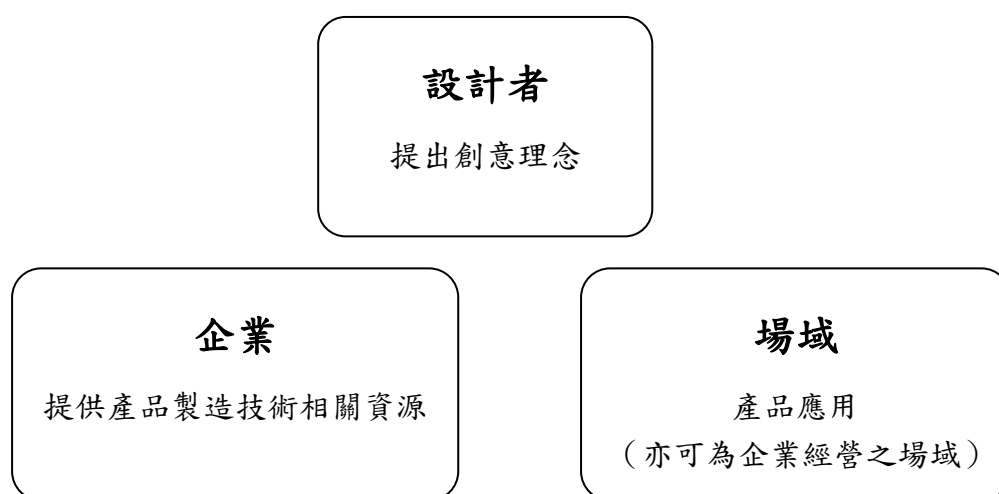 設計者
提出創意理念
企業
提供產品製造技術相關資源
場域
產品應用
（亦可為企業經營之場域）